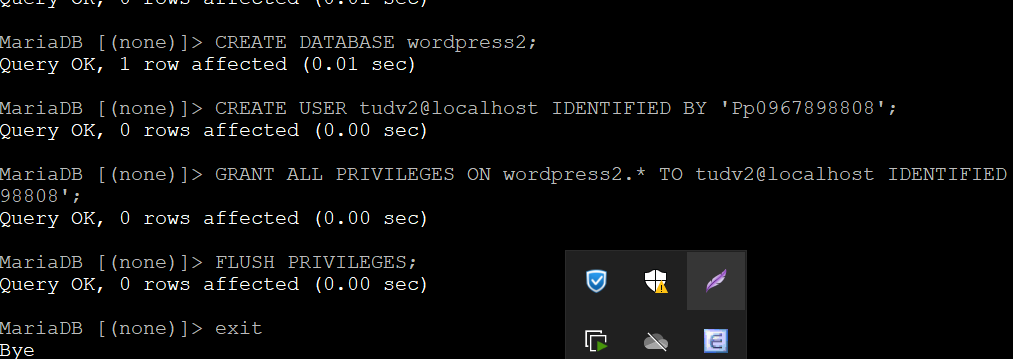 Query OK, 0 rows affected (0.01 sec)
MariaDB [(none)]> CREATE DATABASE wordpress2;
Query OK, 1 row affected (0.01 sec)
MariaDB [(none)]> CREATE USER tudv2@localhost IDENTIFIED BY 'Pp0967898808';
Query OK, 0 rows affected (0.00 sec)
MariaDB [(none)]> GRANT ALL PRIVILEGES ON wordpress2.* TO tudv2@localhost IDENTIFIED
98808';
Query OK, 0 rows affected (0.00 sec)
MariaDB [(none)]> FLUSH PRIVILEGES;
Query OK, 0 rows affected (0.00 sec)
MariaDB [(none)]> exit
Bye